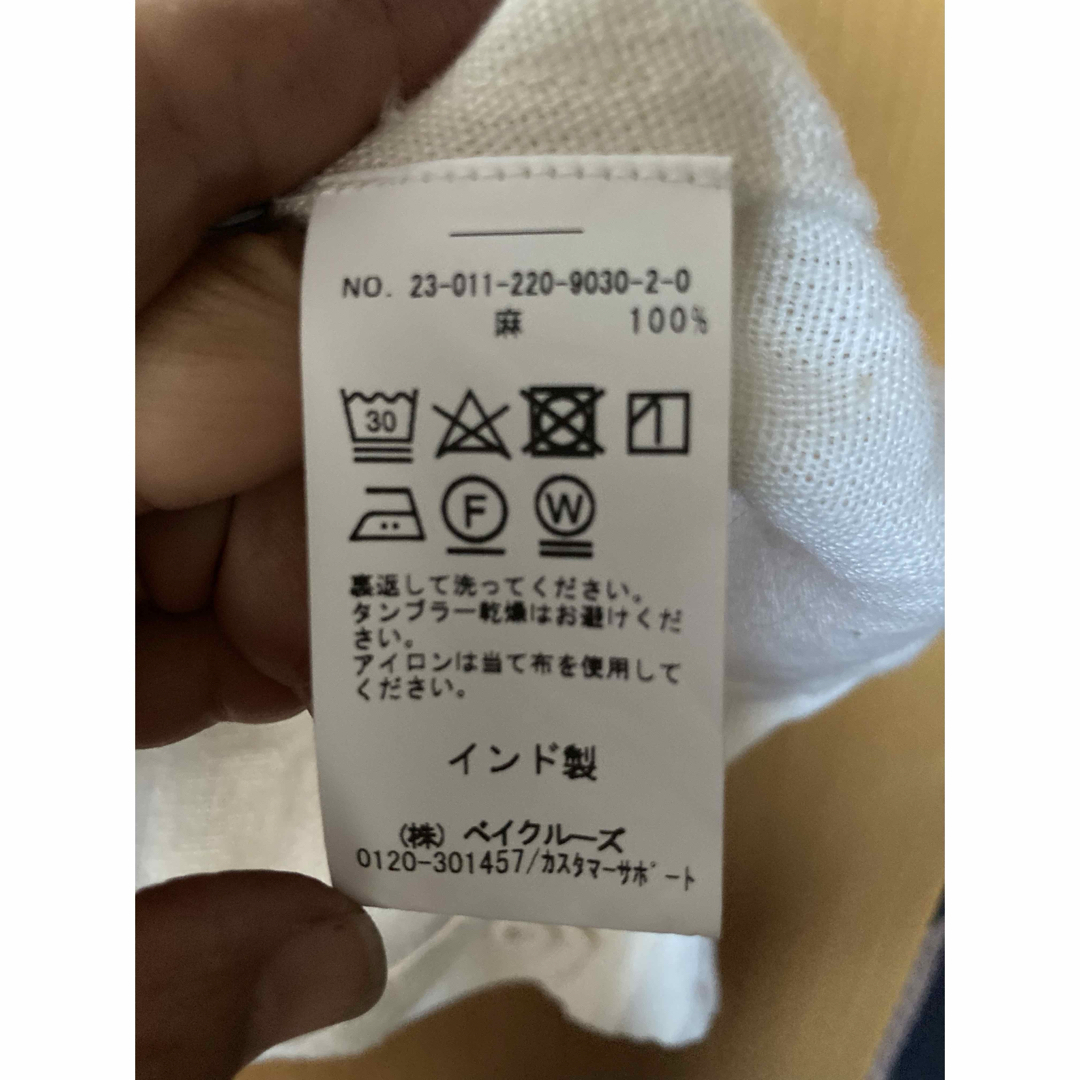 NO. 23-011-220-9030-2-0
麻 100%
30
F W
裏返して洗ってください。
タンブラー乾燥はお避けくだ
さい。
アイロンは当て布を使用して
ください。
インド製
(株) ベイクルーズ
0120-301457/ｶｽﾀﾏｰｻﾎﾟｰﾄ